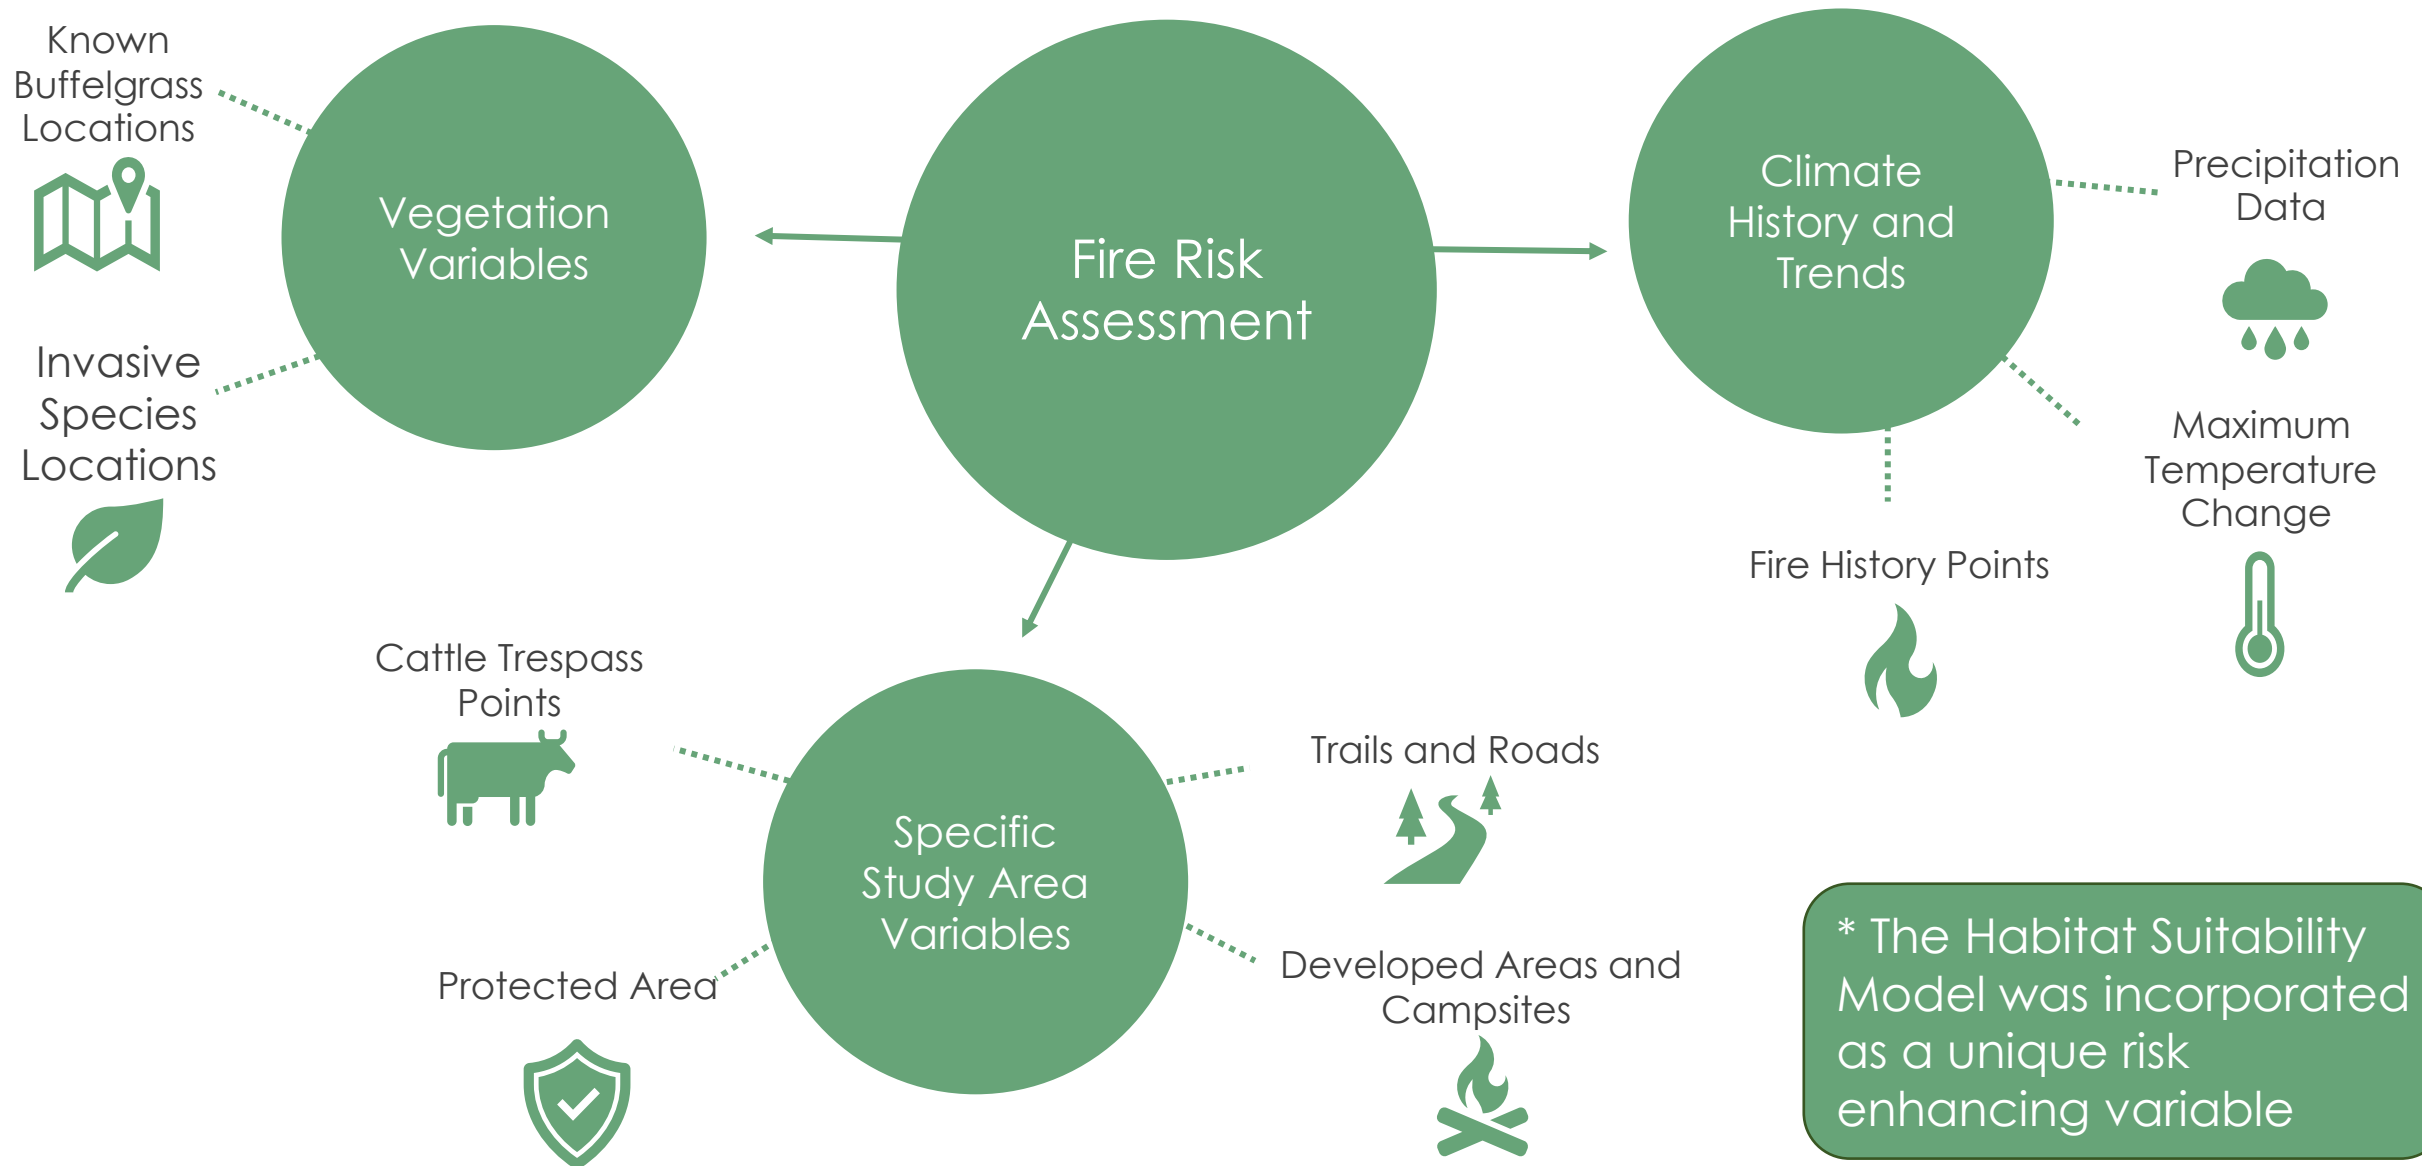 Known
Buffelgrass
Locations
Invasive
Species
Locations
Vegetation
Variables
Fire Risk
Assessment
Climate
History and
Trends
Precipitation
Data
Maximum
Temperature
Change
Fire History Points
Cattle Trespass
Points
Specific
Study Area
Variables
Trails and Roads
Protected Area
Developed Areas and
Campsites
* The Habitat Suitability
Model was incorporated
as a unique risk
enhancing variable